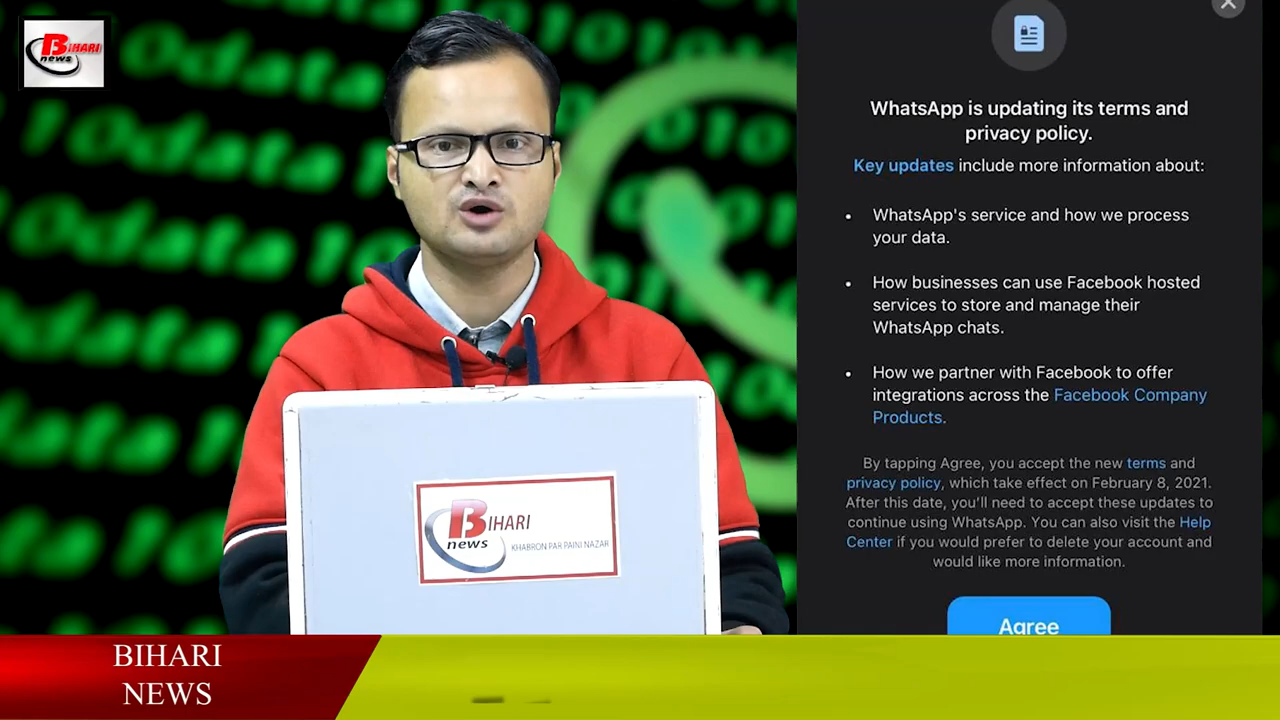 BIHARI
news
10data 10
WhatsApp is updating its terms and
privacy policy.
Key updates include more information about:
• WhatsApp's service and how we process
your data.
• How businesses can use Facebook hosted
services to store and manage their
WhatsApp chats.
• How we partner with Facebook to offer
integrations across the Facebook Company
Products.
By tapping Agree, you accept the new terms and
privacy policy, which take effect on February 8, 2021.
After this date, you'll need to accept these updates to
continue using WhatsApp. You can also visit the Help
Center if you would prefer to delete your account and
would like more information.
Agree
BIHARI
news
KHABRON PAR PAINI NAZAR
BIHARI
NEWS